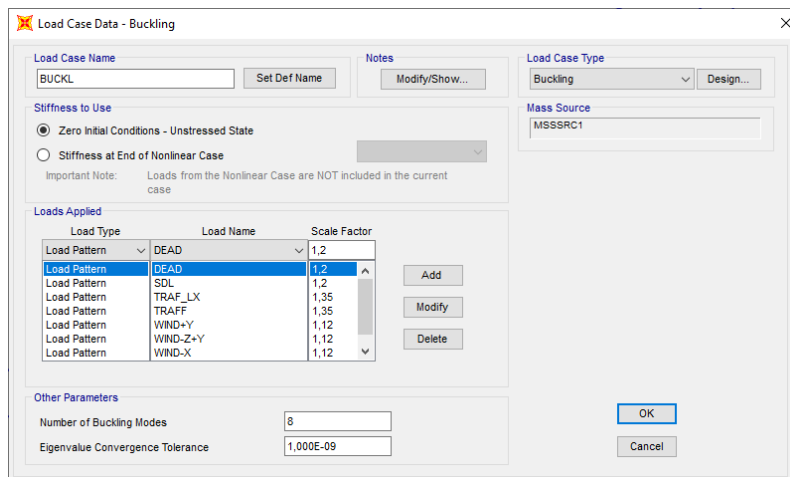 Load Case Data - Buckling
Load Case Name
BUCKL
Set Def Name
Notes
Modify/Show...
Load Case Type
Buckling
Design...
Stiffness to Use
Zero Initial Conditions - Unstressed State
Stiffness at End of Nonlinear Case
Important Note: Loads from the Nonlinear Case are NOT included in the current
case
Mass Source
MSSSRC1
Loads Applied
Load Type Load Name Scale Factor
Load Pattern DEAD 1,2
Load Pattern DEAD 1,2
Load Pattern SDL 1,2
Load Pattern TRAF_LX 1,35
Load Pattern TRAFF 1,35
Load Pattern WIND+Y 1,12
Load Pattern WIND-Z+Y 1,12
Load Pattern WIND-X 1,12
Add
Modify
Delete
Other Parameters
Number of Buckling Modes 8
Eigenvalue Convergence Tolerance 1,000E-09
OK
Cancel